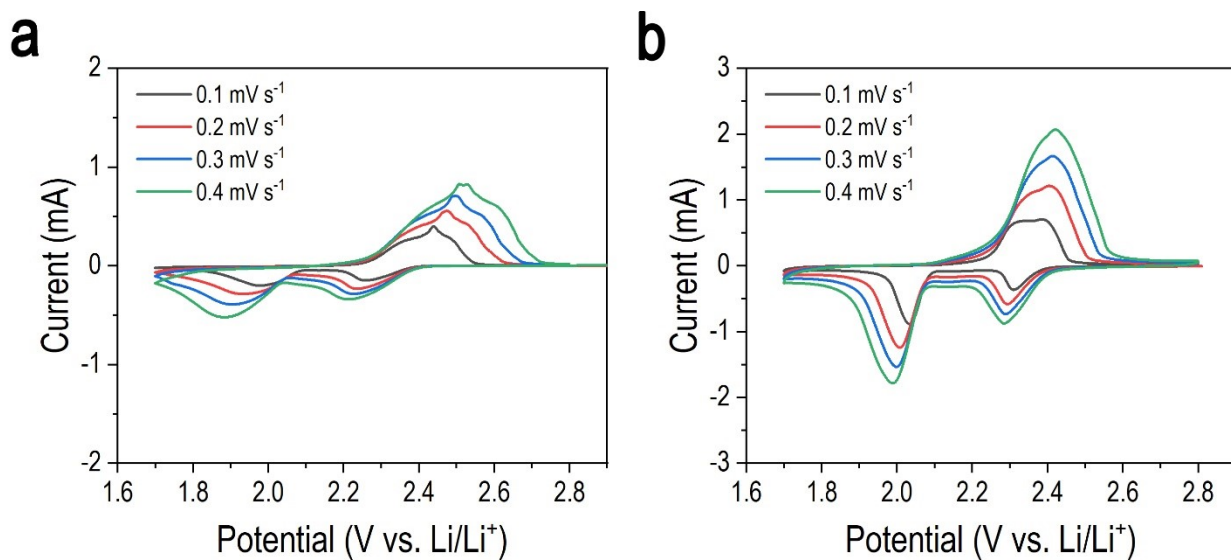 a
2
1
0
-1
-2
Current (mA)
0.1 mV s⁻¹
0.2 mV s⁻¹
0.3 mV s⁻¹
0.4 mV s⁻¹
1.6 1.8 2.0 2.2 2.4 2.6 2.8
Potential (V vs. Li/Li⁺)
b
3
2
1
0
-1
-2
-3
Current (mA)
0.1 mV s⁻¹
0.2 mV s⁻¹
0.3 mV s⁻¹
0.4 mV s⁻¹
1.6 1.8 2.0 2.2 2.4 2.6 2.8
Potential (V vs. Li/Li⁺)